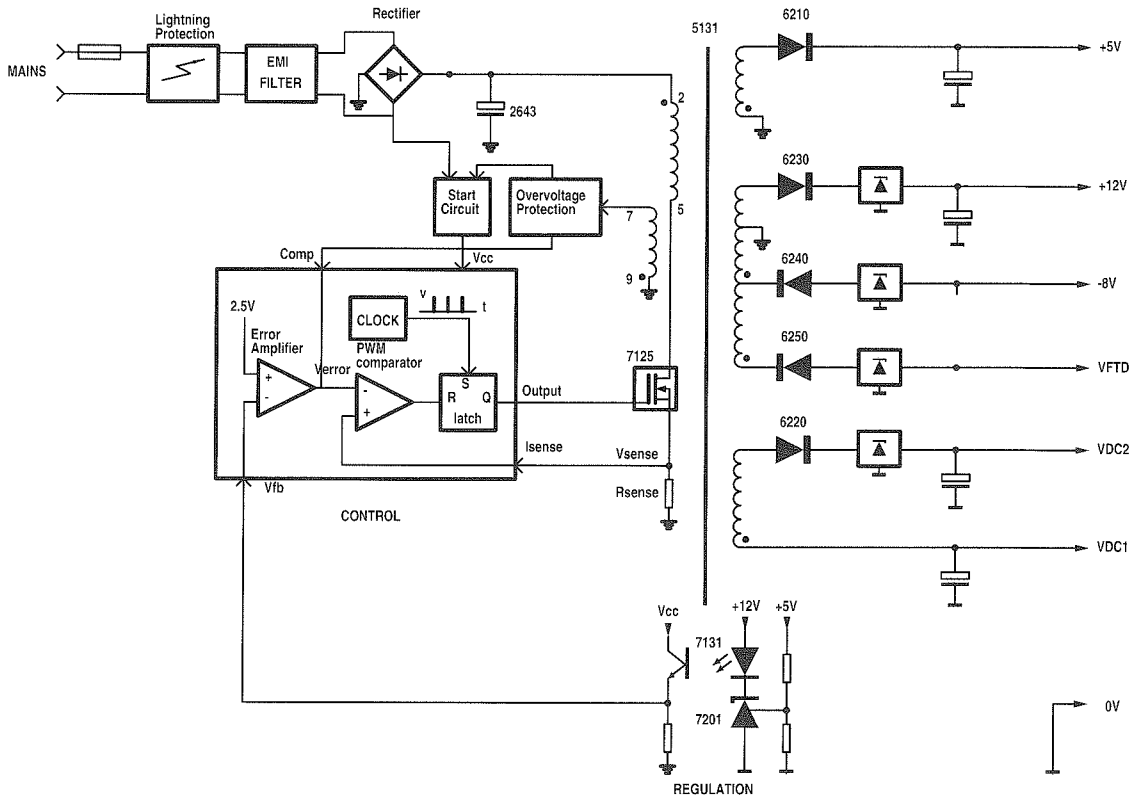 Lightning
Protection
Rectifier
5131
6210
MAINS
EMI
FILTER
+5V
2
2643
6230
Start
Circuit
Overvoltage
Protection
+12V
7
5
Comp
Vcc
9
6240
-8V
2.5V
v
t
CLOCK
Error
Amplifier
PWM
comparator
7125
6250
VFTD
Verror
+
-
-
+
S
R
Q
latch
Output
6220
Isense
Vsense
VDC2
Vfb
Rsense
CONTROL
VDC1
Vcc
+12V
+5V
7131
7201
0V
REGULATION